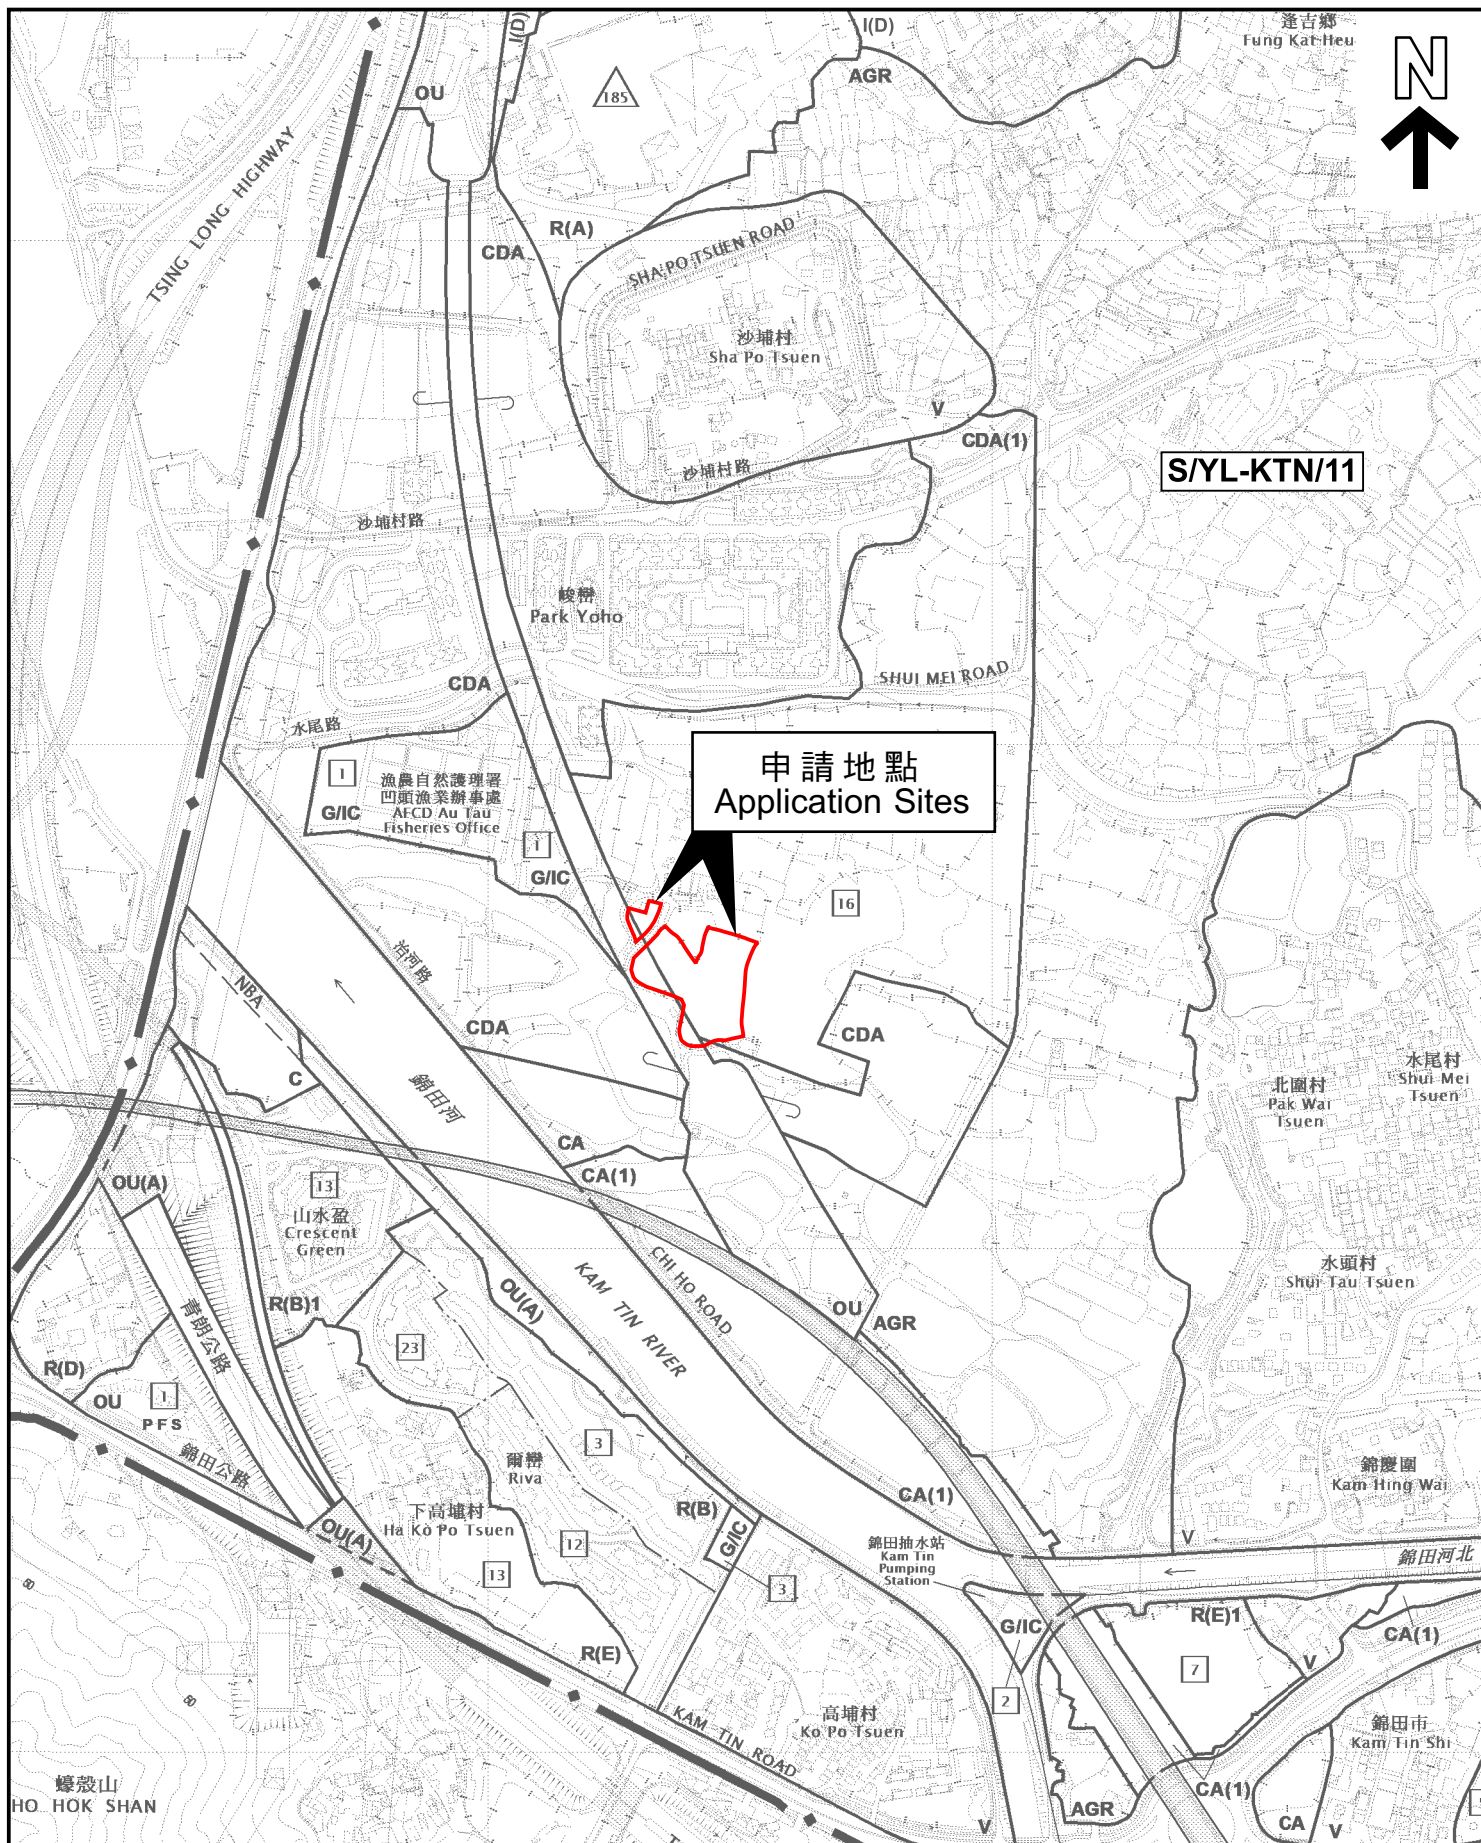 I(D)
I(D)
逢吉鄉
Fung Kat Heu
N
AGR
OU
185
TSING LONG HIGHWAY
R(A)
CDA
SHA PO TSUEN ROAD
沙埔村
Sha Po Tsuen
V
CDA(1)
S/YL-KTN/11
沙埔村路
沙埔村路
峻巒
Park Yoho
SHUI MEI ROAD
CDA
水尾路
申請地點
Application Sites
1
漁農自然護理署
凹頭漁業辦事處
AFCD Au Tau
Fisheries Office
G/IC
1
G/IC
16
治河路
NBA
CDA
CDA
C
錦田河
水尾村
Shui Mei
Tsuen
北圍村
Pak Wai
Tsuen
CA
CA(1)
OU(A)
13
山水盈
Crescent
Green
水頭村
Shui Tau Tsuen
CHI HO ROAD
KAM TIN RIVER
OU(A)
R(B)1
青朗公路
OU
AGR
23
R(D)
OU
1
PFS
錦田公路
3
爾巒
Riva
錦慶圍
Kam Hing Wai
CA(1)
R(B)
G/IC
下高埔村
Ha Ko Po Tsuen
OU(A)
12
13
3
錦田抽水站
Kam Tin
Pumping
Station
V
錦田河北
50
R(E)
G/IC
R(E)1
CA(1)
V
7
2
50
KAM TIN ROAD
高埔村
Ko Po Tsuen
錦田市
Kam Tin Shi
蠔殼山
HO HOK SHAN
CA(1)
AGR
V
CA
V